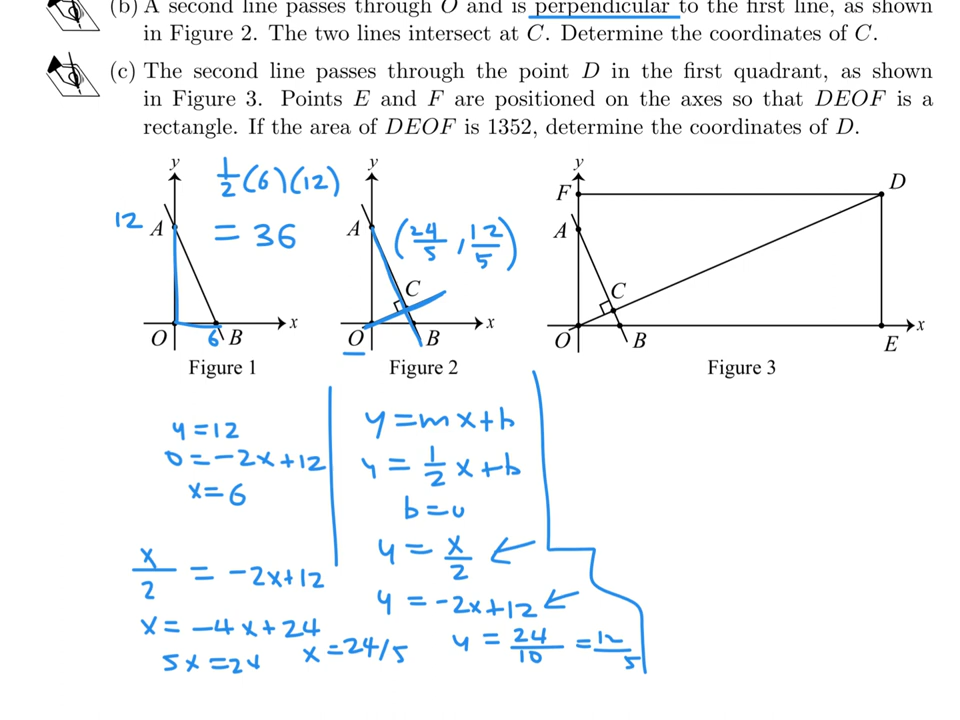 (b) A second line passes through O and is perpendicular to the first line, as shown
in Figure 2. The two lines intersect at C. Determine the coordinates of C.
(c) The second line passes through the point D in the first quadrant, as shown
in Figure 3. Points E and F are positioned on the axes so that DEOF is a
rectangle. If the area of DEOF is 1352, determine the coordinates of D.
y
12 A
1/2 (6)(12)
= 36
O 6 B x
Figure 1
y
A (24/5, 12/5)
C
O B x
Figure 2
y
F D
A
C
O B E x
Figure 3
y = 12
0 = -2x+12
x = 6
x/2 = -2x+12
x = -4x+24
5x = 24 x = 24/5
y = mx+b
y = 1/2 x+b
b = 0
y = x/2
y = -2x+12
y = 24/10 = 12/5